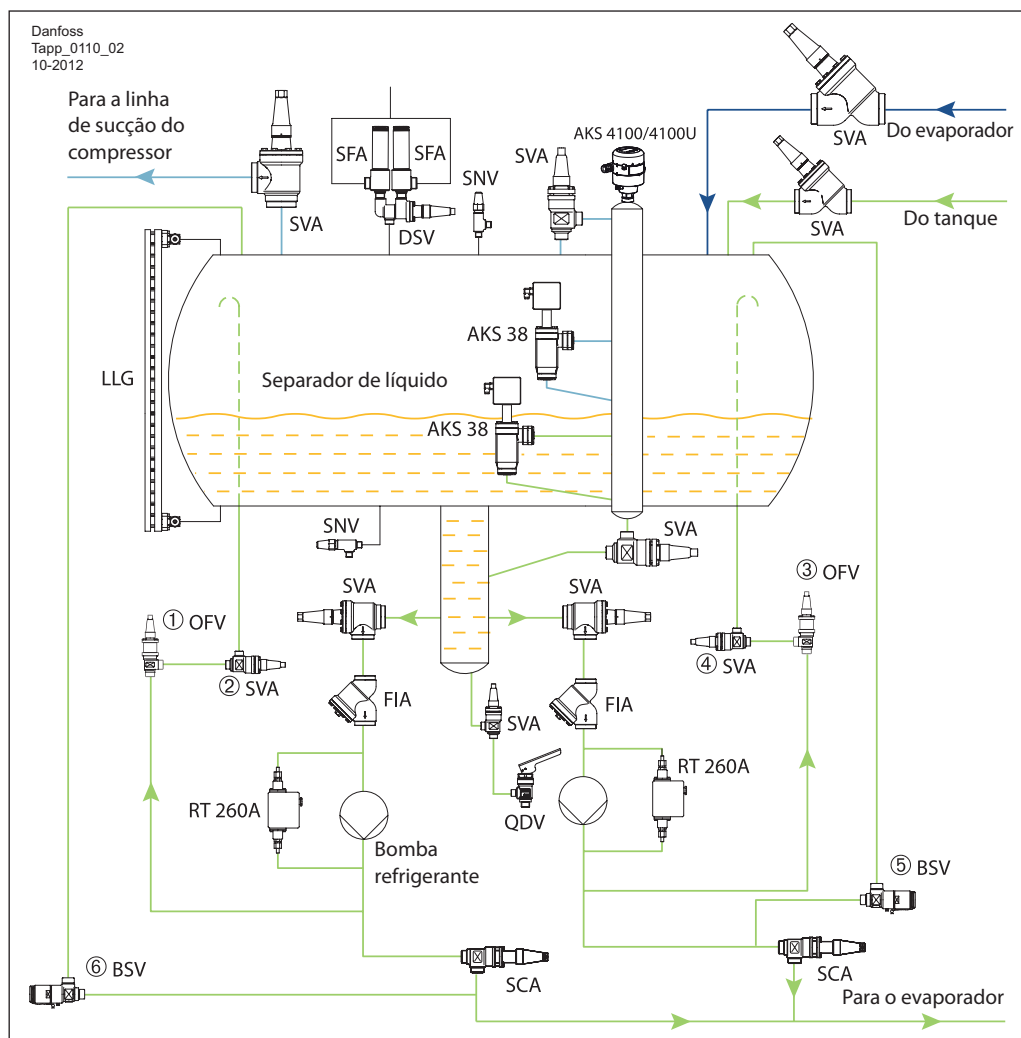 Danfoss
Tapp_0110_02
10-2012
Para a linha
de sucção do
compressor
SVA
SFA
SFA
DSV
SNV
SVA
AKS 4100/4100U
SVA
Do evaporador
SVA
Do tanque
LLG
AKS 38
Separador de líquido
AKS 38
SNV
SVA
SVA
SVA
① OFV
② SVA
③ OFV
④ SVA
FIA
SVA
FIA
RT 260A
QDV
RT 260A
Bomba
refrigerante
⑤ BSV
⑥ BSV
SCA
SCA
Para o evaporador